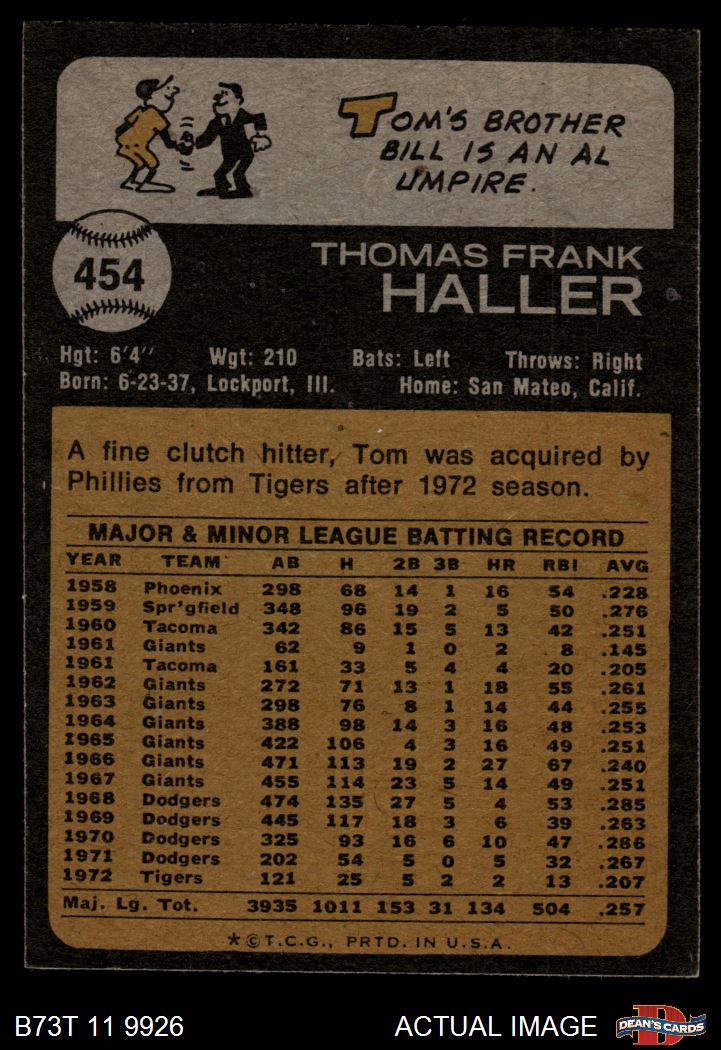 TOM'S BROTHER
BILL IS AN AL
UMPIRE.
454
THOMAS FRANK
HALLER
Hgt: 6'4" Wgt: 210 Bats: Left Throws: Right
Born: 6-23-37, Lockport, Ill. Home: San Mateo, Calif.
A fine clutch hitter, Tom was acquired by
Phillies from Tigers after 1972 season.
MAJOR & MINOR LEAGUE BATTING RECORD
YEAR TEAM AB H 2B 3B HR RBI AVG
1958 Phoenix 298 68 14 1 16 54 .228
1959 Spr'gfield 348 96 19 2 5 50 .276
1960 Tacoma 342 86 15 5 13 42 .251
1961 Giants 62 9 1 0 2 8 .145
1961 Tacoma 161 33 5 4 4 20 .205
1962 Giants 272 71 13 1 18 55 .261
1963 Giants 298 76 8 1 14 44 .255
1964 Giants 388 98 14 3 16 48 .253
1965 Giants 422 106 4 3 16 49 .251
1966 Giants 471 113 19 2 27 67 .240
1967 Giants 455 114 23 5 14 49 .251
1968 Dodgers 474 135 27 5 4 53 .285
1969 Dodgers 445 117 18 3 6 39 .263
1970 Dodgers 325 93 16 6 10 47 .286
1971 Dodgers 202 54 5 0 5 32 .267
1972 Tigers 121 25 5 2 2 13 .207
Maj. Lg. Tot. 3935 1011 153 31 134 504 .257
*©T.C.G., PRTD. IN U.S.A.
B73T 11 9926 ACTUAL IMAGE
D
DEAN'S CARDS